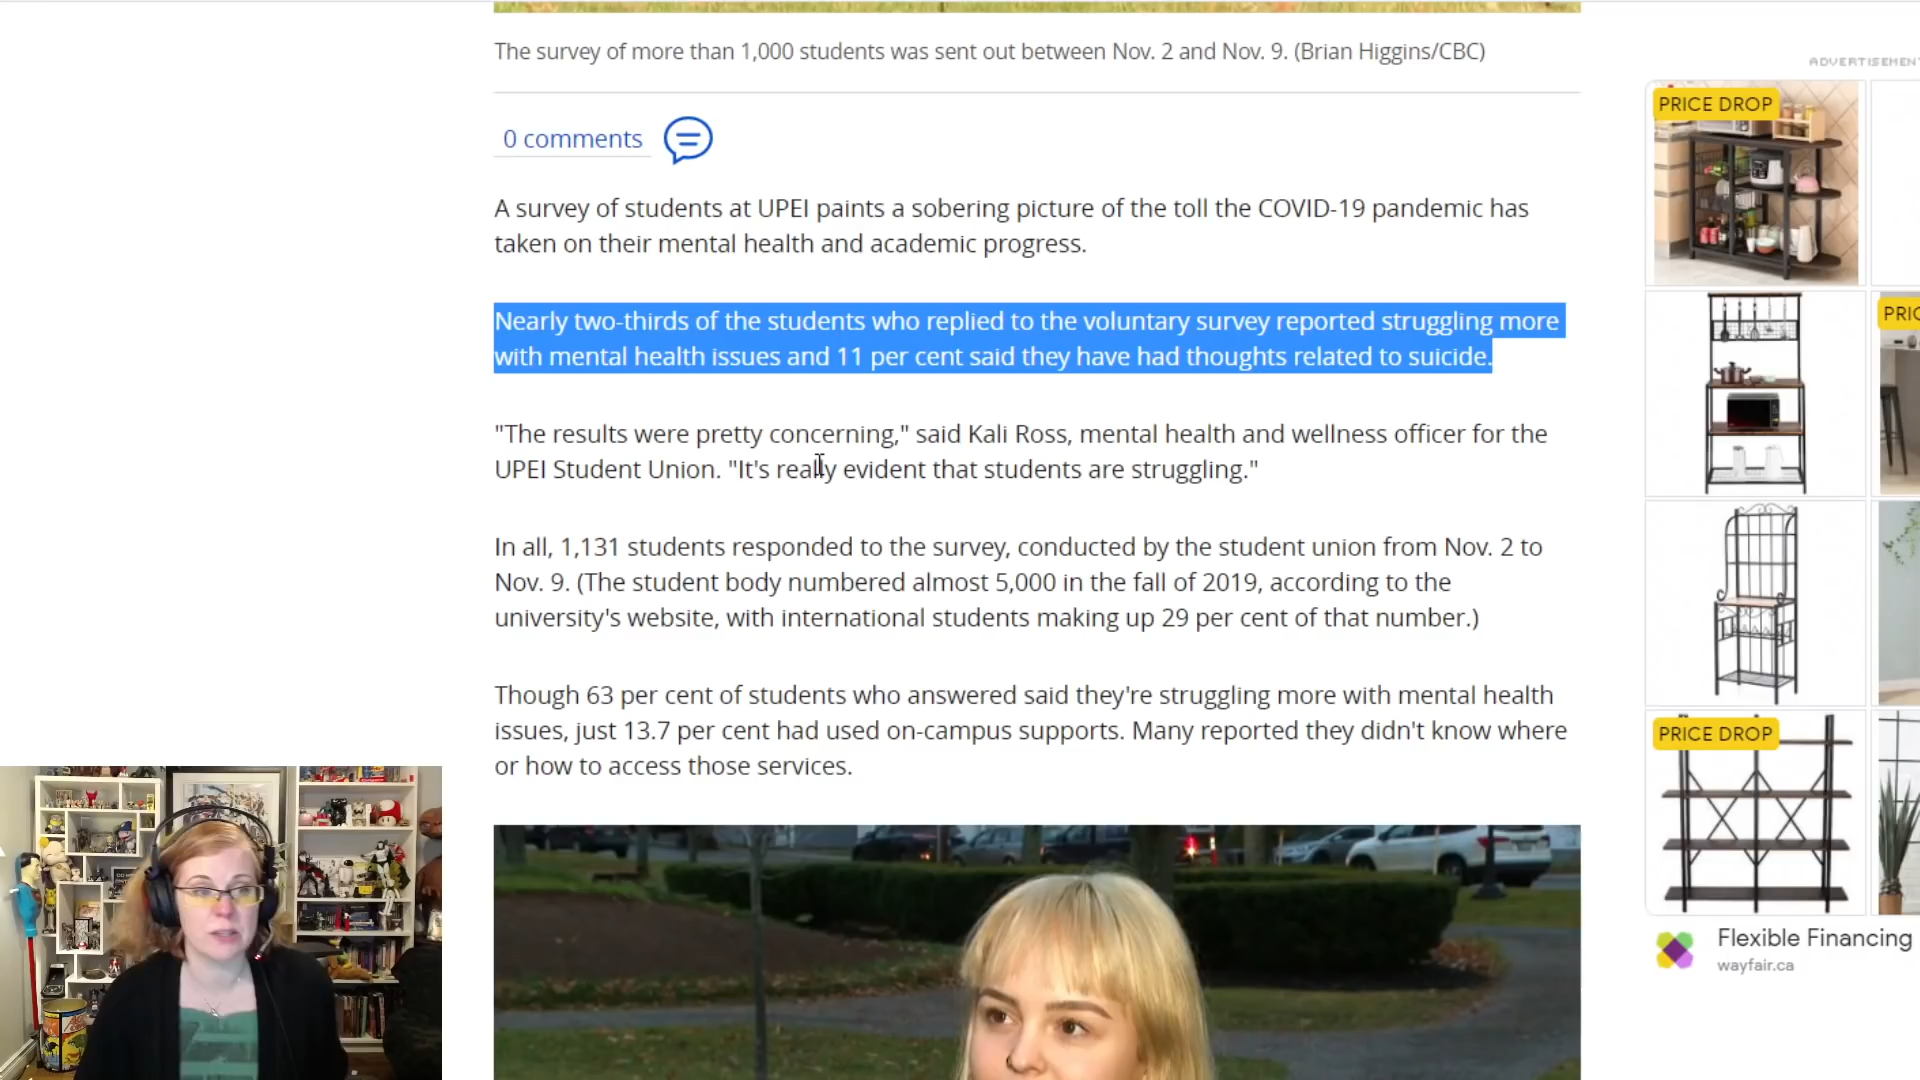 The survey of more than 1,000 students was sent out between Nov. 2 and Nov. 9. (Brian Higgins/CBC)
0 comments
A survey of students at UPEI paints a sobering picture of the toll the COVID-19 pandemic has
taken on their mental health and academic progress.
Nearly two-thirds of the students who replied to the voluntary survey reported struggling more
with mental health issues and 11 per cent said they have had thoughts related to suicide.
"The results were pretty concerning," said Kali Ross, mental health and wellness officer for the
UPEI Student Union. "It's really evident that students are struggling."
In all, 1,131 students responded to the survey, conducted by the student union from Nov. 2 to
Nov. 9. (The student body numbered almost 5,000 in the fall of 2019, according to the
university's website, with international students making up 29 per cent of that number.)
Though 63 per cent of students who answered said they're struggling more with mental health
issues, just 13.7 per cent had used on-campus supports. Many reported they didn't know where
or how to access those services.
ADVERTISEMEN
PRICE DROP
PRIC
PRICE DROP
Flexible Financing
wayfair.ca